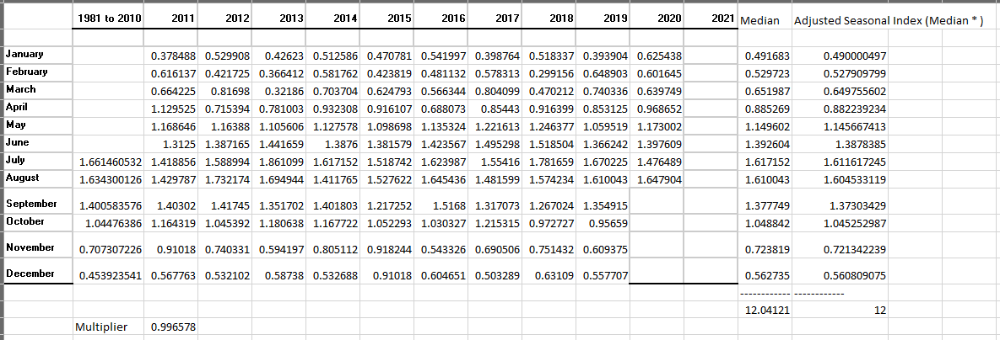 1981 to 2010 2011 2012 2013 2014 2015 2016 2017 2018 2019 2020 2021 Median Adjusted Seasonal Index (Median * )
January 0.378488 0.529908 0.42623 0.512586 0.470781 0.541997 0.398764 0.518337 0.393904 0.625438 0.491683 0.490000497
February 0.616137 0.421725 0.366412 0.581762 0.423819 0.481132 0.578313 0.299156 0.648903 0.601645 0.529723 0.527909799
March 0.664225 0.81698 0.32186 0.703704 0.624793 0.566344 0.804099 0.470212 0.740336 0.639749 0.651987 0.649755602
April 1.129525 0.715394 0.781003 0.932308 0.916107 0.688073 0.85443 0.916399 0.853125 0.968652 0.885269 0.882239234
May 1.168646 1.16388 1.105606 1.127578 1.098698 1.135324 1.221613 1.246377 1.059519 1.173002 1.149602 1.145667413
June 1.3125 1.387165 1.441659 1.3876 1.381579 1.423567 1.495298 1.518504 1.366242 1.397609 1.392604 1.3878385
July 1.661460532 1.418856 1.588994 1.861099 1.617152 1.518742 1.623987 1.55416 1.781659 1.670225 1.476489 1.617152 1.611617245
August 1.634300126 1.429787 1.732174 1.694944 1.411765 1.527622 1.645436 1.481599 1.574234 1.610043 1.647904 1.610043 1.604533119
September 1.400583576 1.40302 1.41745 1.351702 1.401803 1.217252 1.5168 1.317073 1.267024 1.354915 1.377749 1.37303429
October 1.04476386 1.164319 1.045392 1.180638 1.167722 1.052293 1.030327 1.215315 0.972727 0.95659 1.048842 1.045252987
November 0.707307226 0.91018 0.740331 0.594197 0.805112 0.918244 0.543326 0.690506 0.751432 0.609375 0.723819 0.721342239
December 0.453923541 0.567763 0.532102 0.58738 0.532688 0.91018 0.604651 0.503289 0.63109 0.557707 0.562735 0.560809075
------------ ------------
12.04121 12
Multiplier 0.996578